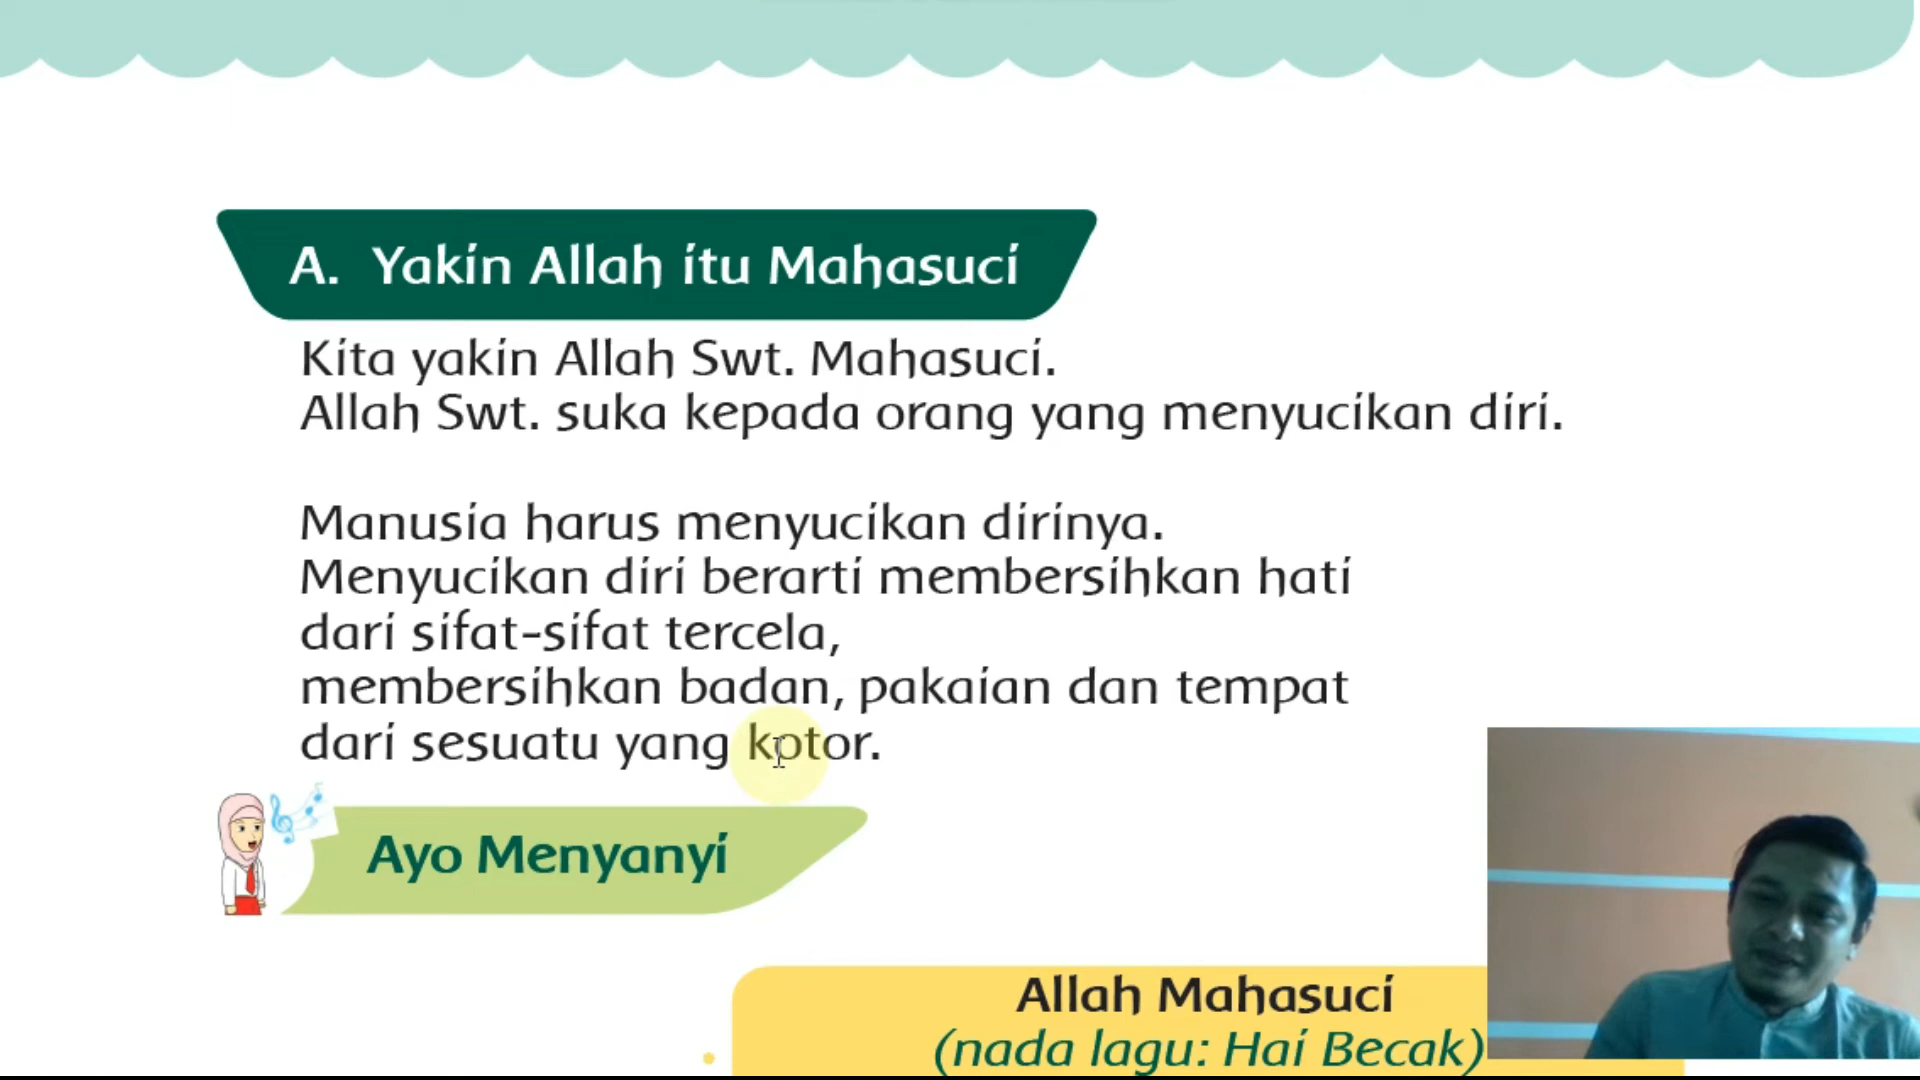 A. Yakin Allah itu Mahasuci
Kita yakin Allah Swt. Mahasuci.
Allah Swt. suka kepada orang yang menyucikan diri.
Manusia harus menyucikan dirinya.
Menyucikan diri berarti membersihkan hati
dari sifat-sifat tercela,
membersihkan badan, pakaian dan tempat
dari sesuatu yang kotor.
Ayo Menyanyi
Allah Mahasuci
(nada lagu: Hai Becak)